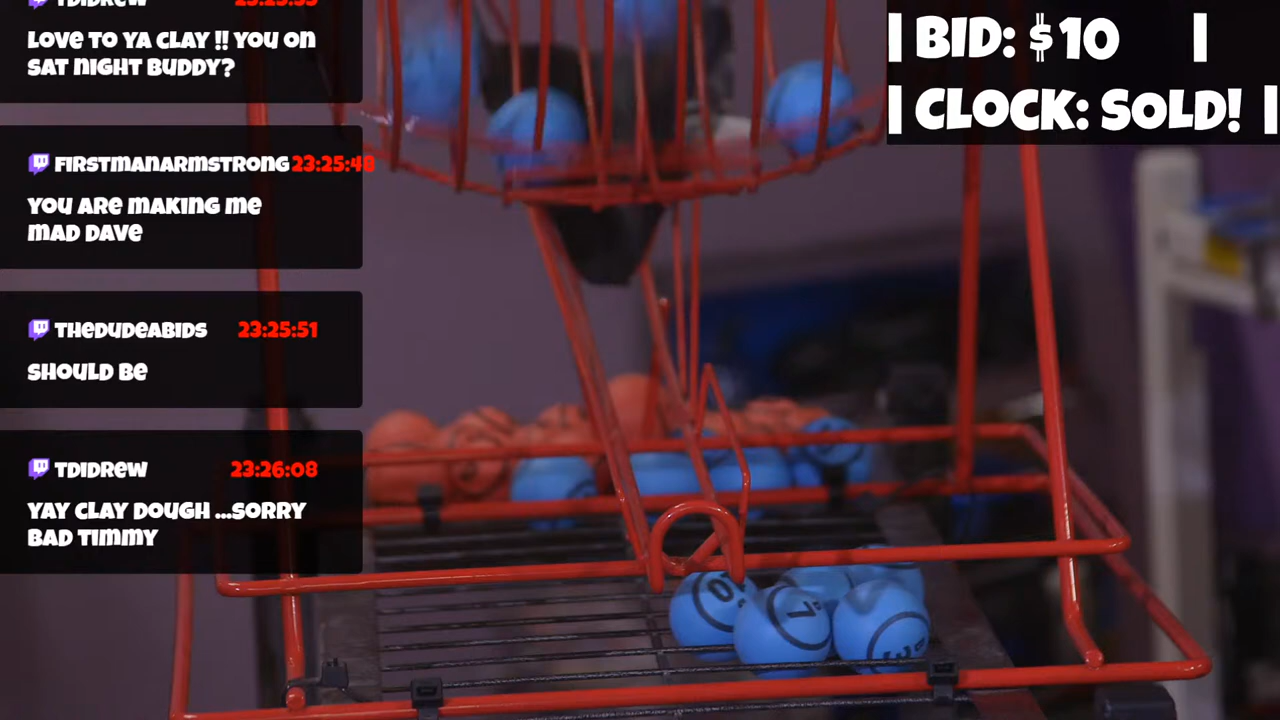 TDIDREW
LOVE TO YA CLAY !! YOU ON
SAT NIGHT BUDDY?
FIRSTMANARMSTRONG 23:25:48
YOU ARE MAKING ME
MAD DAVE
THEDUDEABIDS 23:25:51
SHOULD BE
TDIDREW 23:26:08
YAY CLAY DOUGH ...SORRY
BAD TIMMY
| BID: $10 |
| CLOCK: SOLD! |
7